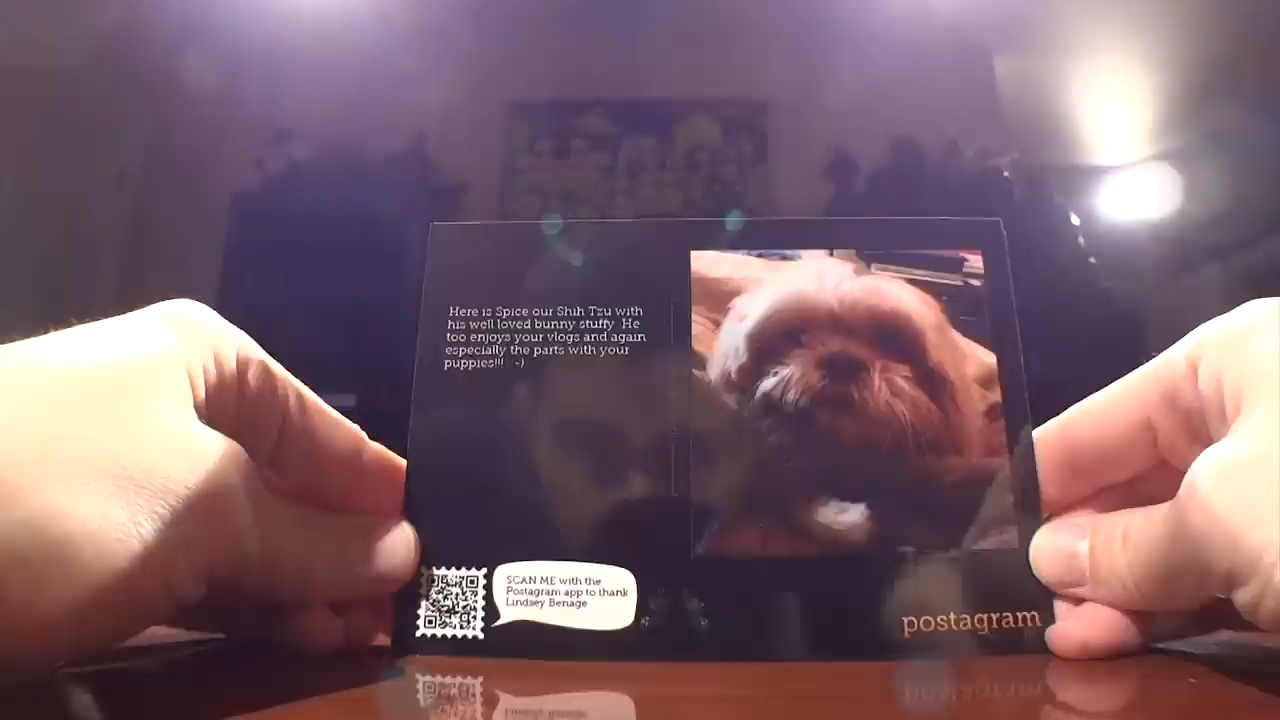 Here is Spice our Shih Tzu with
his well loved bunny stuffy He
too enjoys your vlogs and again
especially the parts with your
puppies!!! :-)
SCAN ME with the
Postagram app to thank
Lindsey Benage
postagram